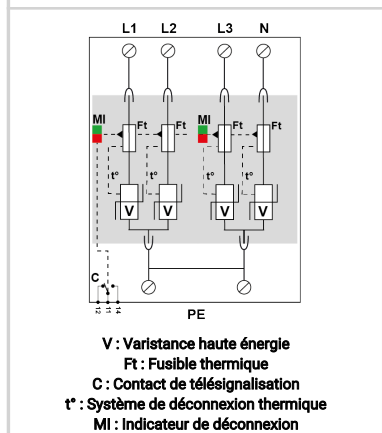 L1 L2 L3 N
MI Ft Ft MI Ft Ft
t° t° t° t°
V V V V
C
12 11 14
PE
V : Varistance haute énergie
Ft : Fusible thermique
C : Contact de télésignalisation
t° : Système de déconnexion thermique
MI : Indicateur de déconnexion